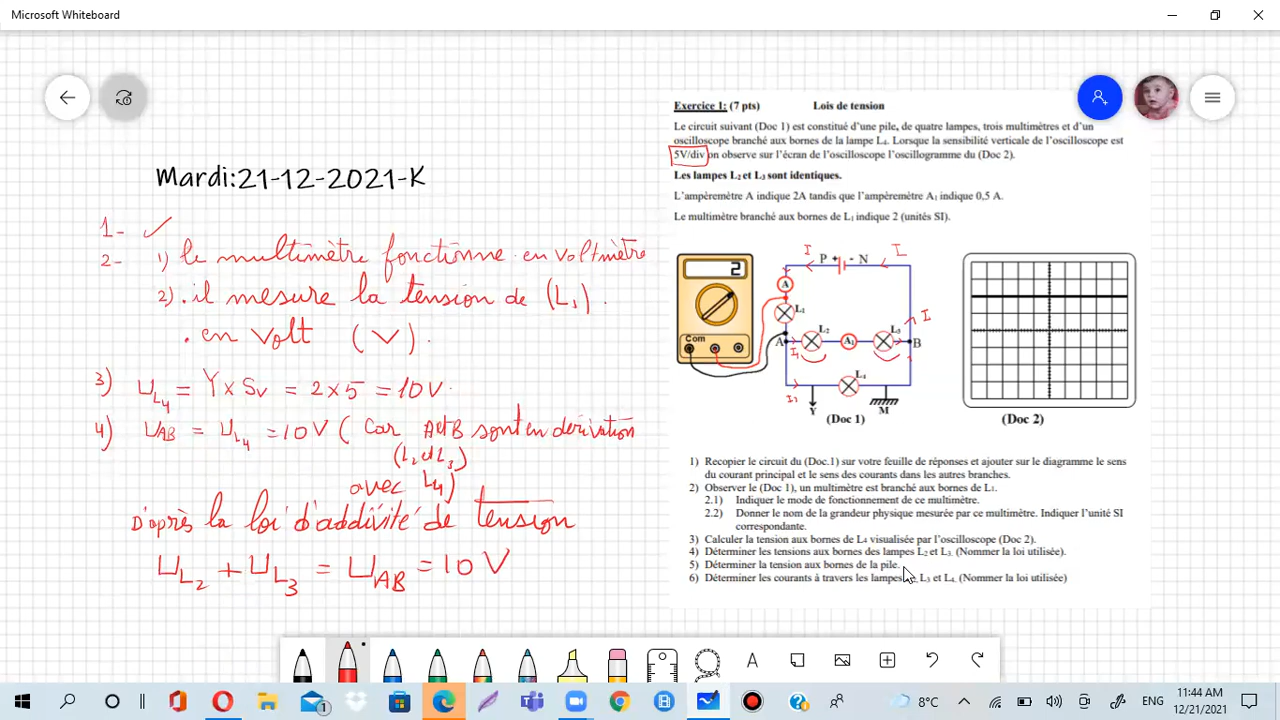 Microsoft Whiteboard
Mardi:21-12-2021-K
1- ✓
2- 1) le multimètre fonctionne en voltmètre
2). il mesure la tension de (L1).
. en Volt (V).
3) UL4 = Y x Sv = 2 x 5 = 10V.
4) UAB = UL4 = 10V (Car AetB sont en dérivation
(L2 et L3)
avec L4)
D'après la loi d'addivité de tension
UL2 + UL3 = UAB = 10 V
Exercice 1: (7 pts) Lois de tension
Le circuit suivant (Doc 1) est constitué d'une pile, de quatre lampes, trois multimètres et d'un
oscilloscope branché aux bornes de la lampe L4. Lorsque la sensibilité verticale de l'oscilloscope est
5V/div on observe sur l'écran de l'oscilloscope l'oscillogramme du (Doc 2).
Les lampes L2 et L3 sont identiques.
L'ampèremètre A indique 2A tandis que l'ampèremètre A1 indique 0,5 A.
Le multimètre branché aux bornes de L1 indique 2 (unités SI).
I P + - N I
2
A
L1
Com
A I1 L2 A1 L3 B I
L4
Y M
(Doc 1) (Doc 2)
1) Recopier le circuit du (Doc.1) sur votre feuille de réponses et ajouter sur le diagramme le sens
du courant principal et le sens des courants dans les autres branches.
2) Observer le (Doc 1), un multimètre est branché aux bornes de L1.
2.1) Indiquer le mode de fonctionnement de ce multimètre.
2.2) Donner le nom de la grandeur physique mesurée par ce multimètre. Indiquer l'unité SI
correspondante.
3) Calculer la tension aux bornes de L4 visualisée par l'oscilloscope (Doc 2).
4) Déterminer les tensions aux bornes des lampes L2 et L3. (Nommer la loi utilisée).
5) Déterminer la tension aux bornes de la pile.
6) Déterminer les courants à travers les lampes L3 et L4. (Nommer la loi utilisée)
8°C
ENG
11:44 AM
12/21/2021